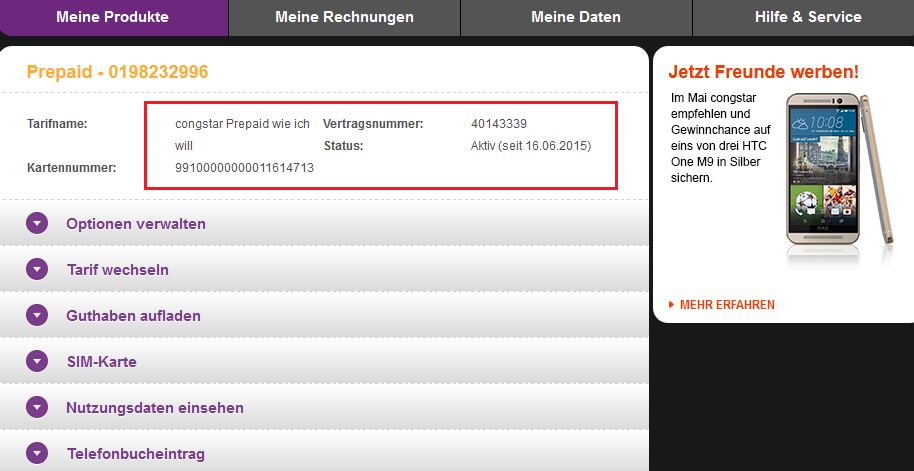 Meine Produkte
Meine Rechnungen
Meine Daten
Hilfe & Service
Prepaid - 0198232996
Tarifname:
congstar Prepaid wie ich
will
Vertragsnummer:
40143339
Status:
Aktiv (seit 16.06.2015)
Kartennummer:
99100000000011614713
Optionen verwalten
Tarif wechseln
Guthaben aufladen
SIM-Karte
Nutzungsdaten einsehen
Telefonbucheintrag
Jetzt Freunde werben!
Im Mai congstar
empfehlen und
Gewinnchance auf
eins von drei HTC
One M9 in Silber
sichern.
10:08
hTC
MEHR ERFAHREN